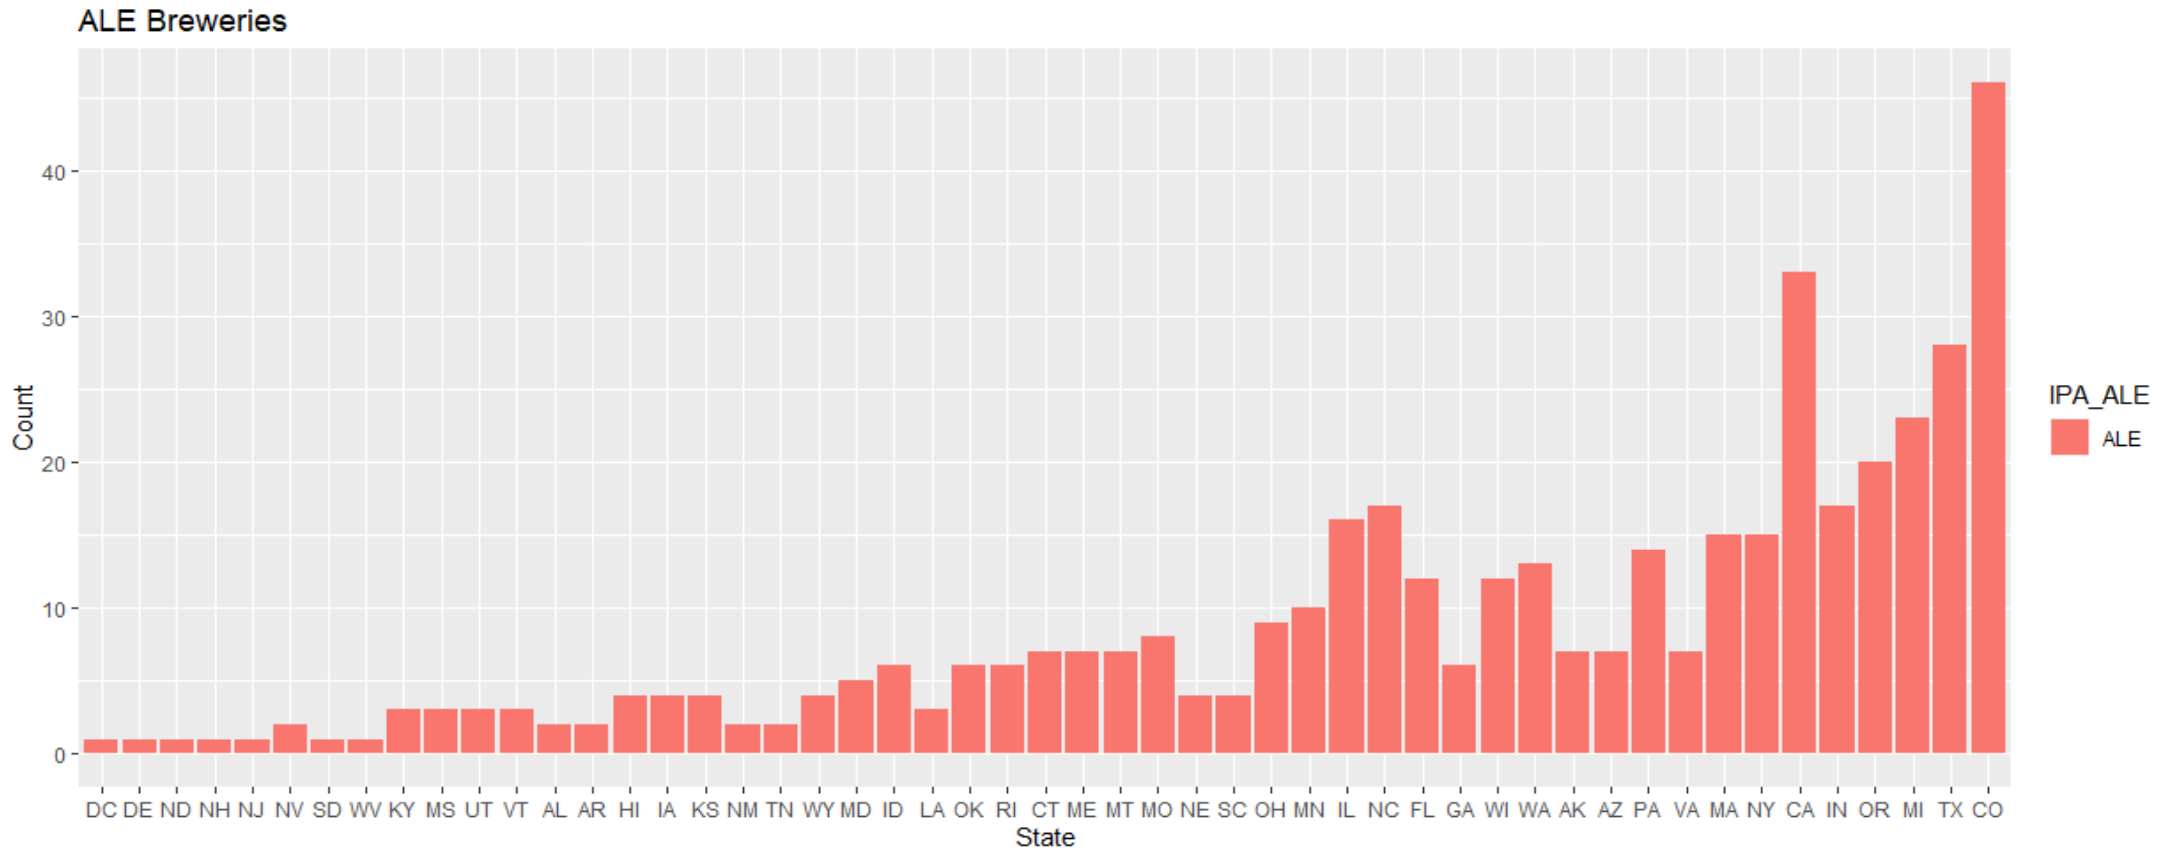 ALE Breweries
Count
40
30
20
10
0
DC DE ND NH NJ NV SD WV KY MS UT VT AL AR HI IA KS NM TN WY MD ID LA OK RI CT ME MT MO NE SC OH MN IL NC FL GA WI WA AK AZ PA VA MA NY CA IN OR MI TX CO
State
IPA_ALE
ALE